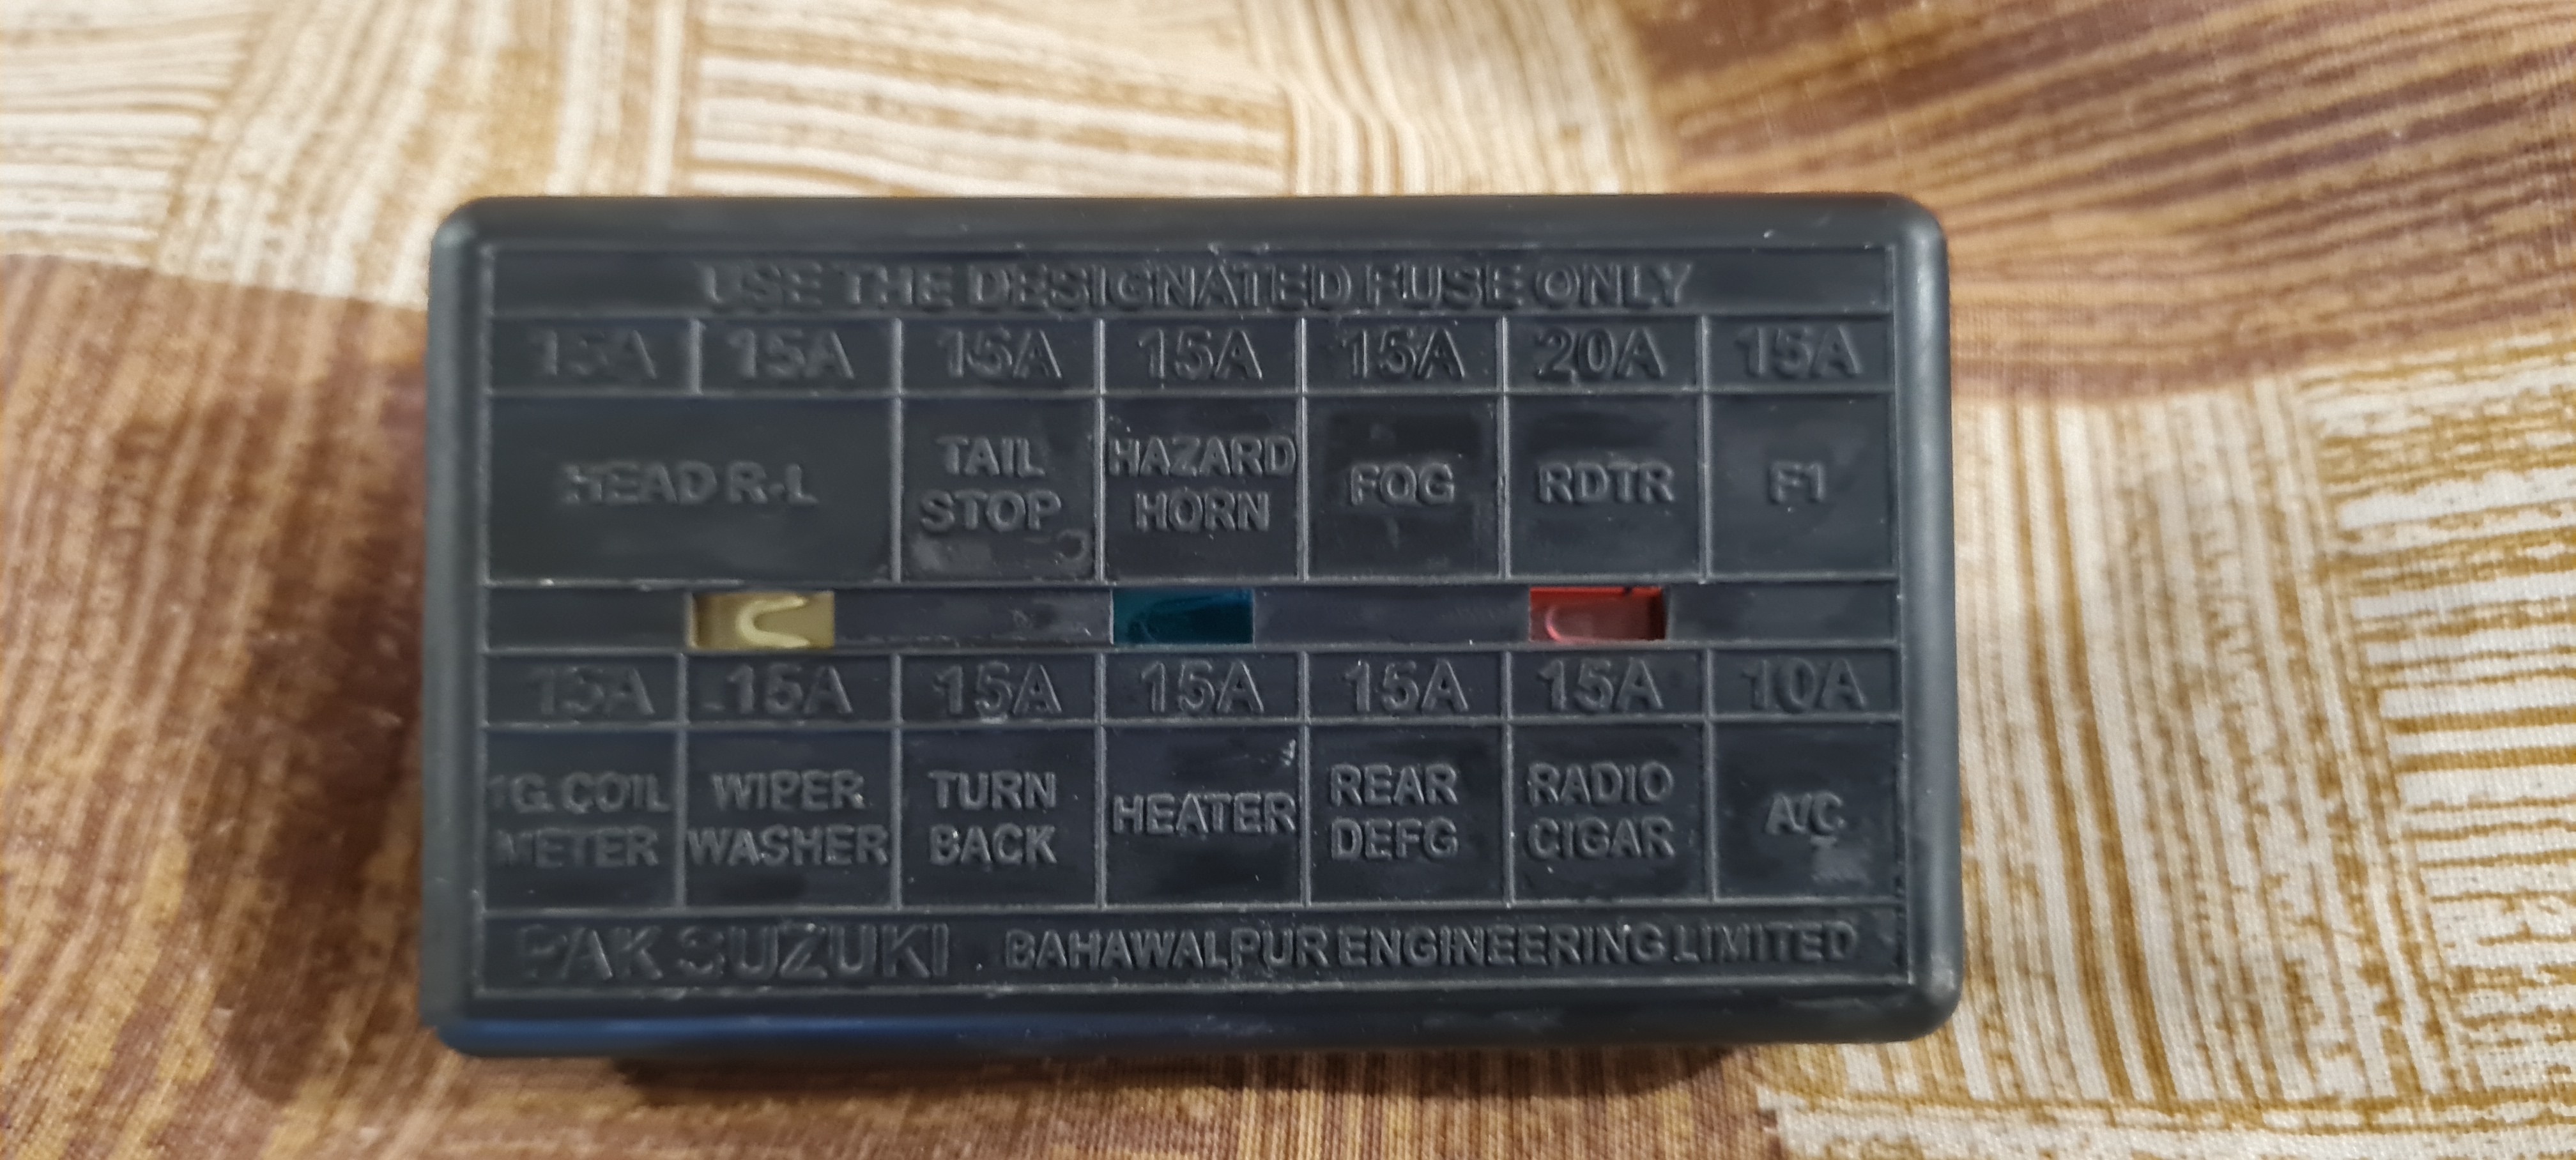 USE THE DESIGNATED FUSE ONLY
15A 15A 15A 15A 15A 20A 15A
HEAD R-L TAIL STOP HAZARD HORN FOG RDTR F1
15A 15A 15A 15A 15A 15A 10A
IG.COIL METER WIPER WASHER TURN BACK HEATER REAR DEFG RADIO CIGAR A/C
PAK SUZUKI BAHAWALPUR ENGINEERING LIMITED